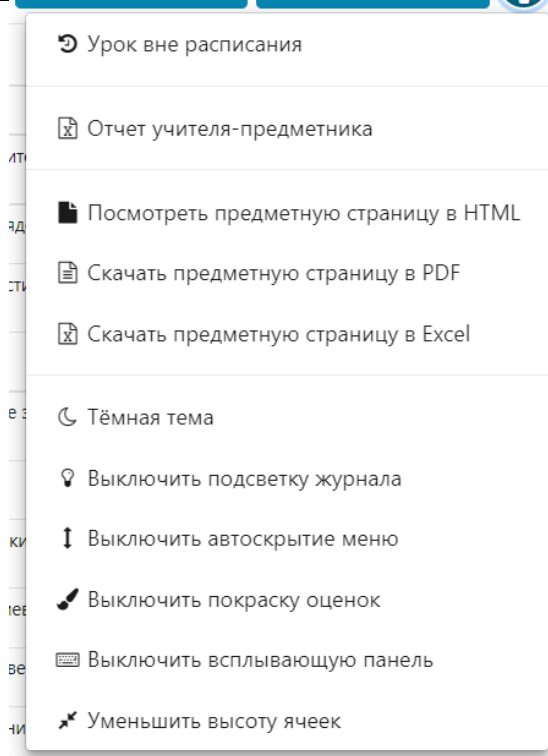 Урок вне расписания
Отчет учителя-предметника
Посмотреть предметную страницу в HTML
Скачать предметную страницу в PDF
Скачать предметную страницу в Excel
Тёмная тема
Выключить подсветку журнала
Выключить автоскрытие меню
Выключить покраску оценок
Выключить всплывающую панель
Уменьшить высоту ячеек